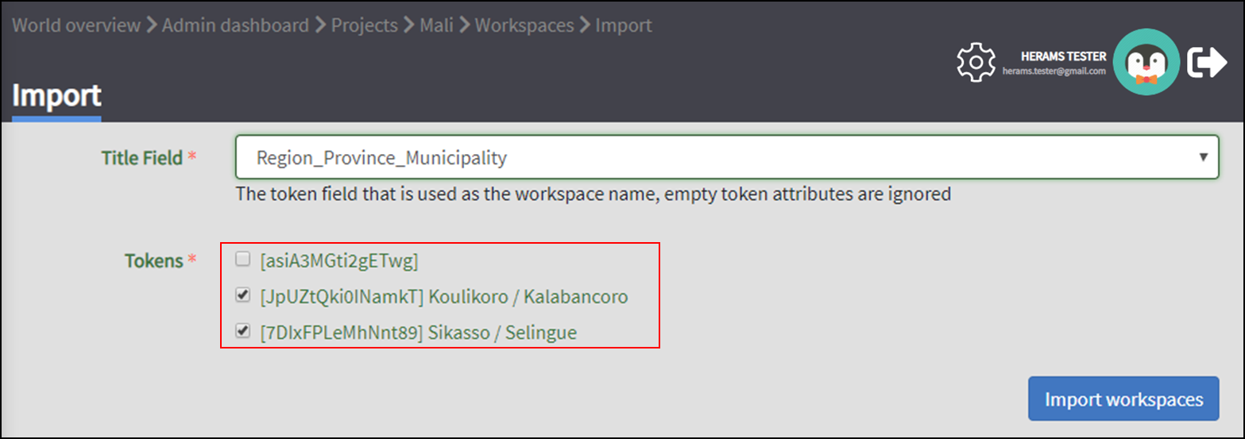 World overview > Admin dashboard > Projects > Mali > Workspaces > Import
HERAMS TESTER
herams.tester@gmail.com
Import
Title Field *
Region_Province_Municipality
The token field that is used as the workspace name, empty token attributes are ignored
Tokens *
[asiA3MGti2gETwg]
[JpUZtQki0INamkT] Koulikoro / Kalabancoro
[7DIxFPLeMhNnt89] Sikasso / Selingue
Import workspaces